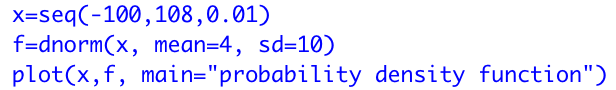 x=seq(-100,108,0.01)
f=dnorm(x, mean=4, sd=10)
plot(x,f, main="probability density function")